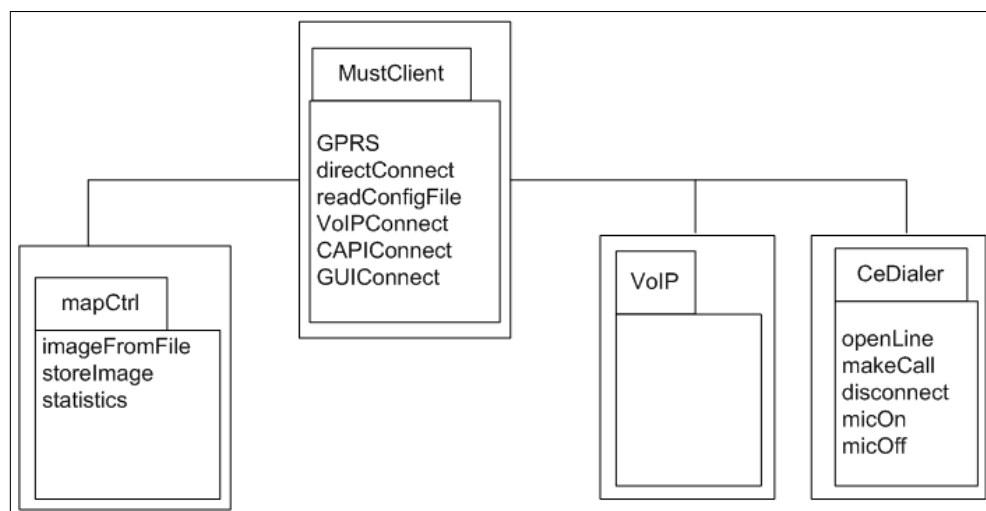 MustClient
GPRS
directConnect
readConfigFile
VoIPConnect
CAPIConnect
GUIConnect
mapCtrl
imageFromFile
storeImage
statistics
VoIP
CeDialer
openLine
makeCall
disconnect
micOn
micOff